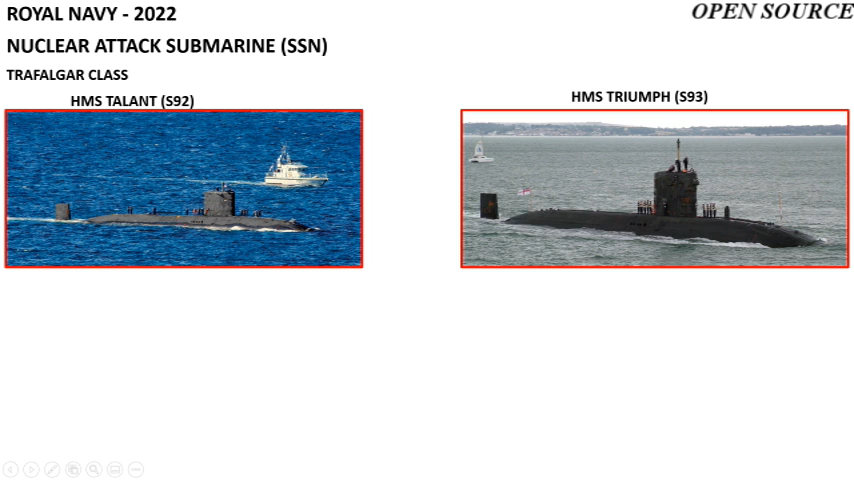 ROYAL NAVY - 2022
OPEN SOURCE
NUCLEAR ATTACK SUBMARINE (SSN)
TRAFALGAR CLASS
HMS TALANT (S92)
HMS TRIUMPH (S93)